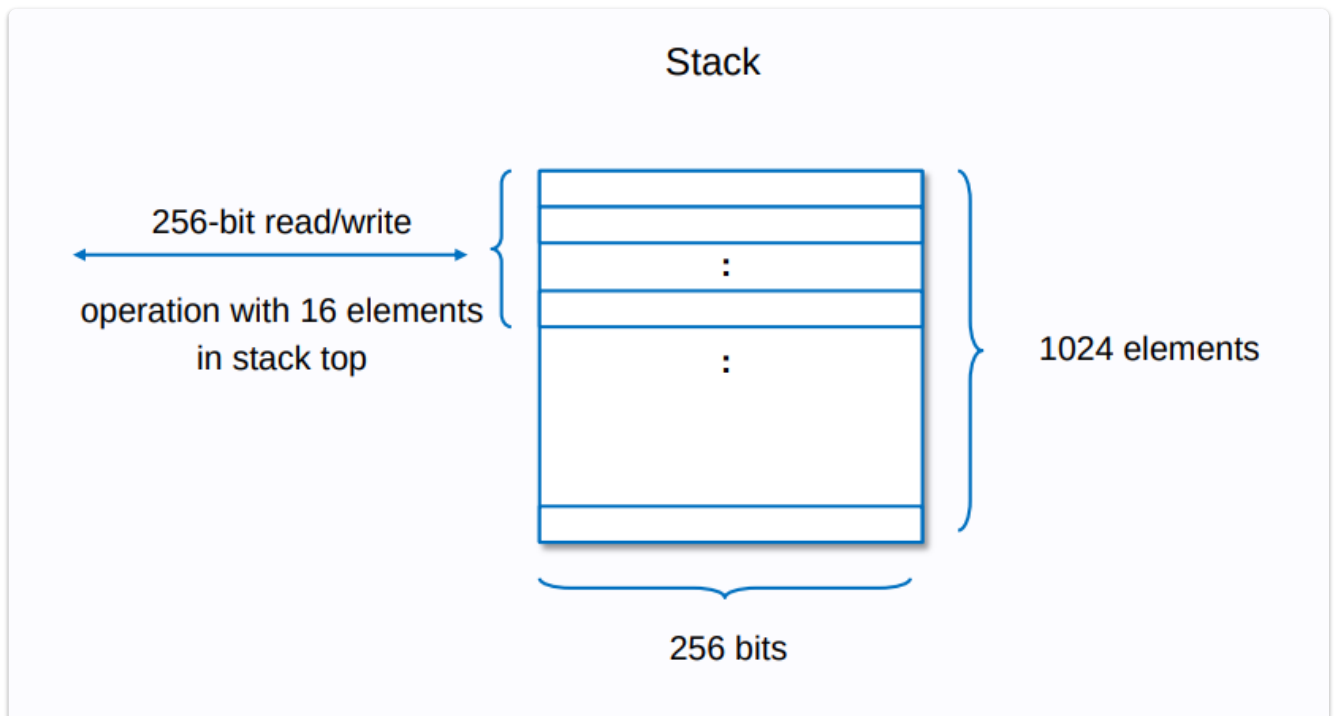 Stack
256-bit read/write
operation with 16 elements
in stack top
:
:
1024 elements
256 bits